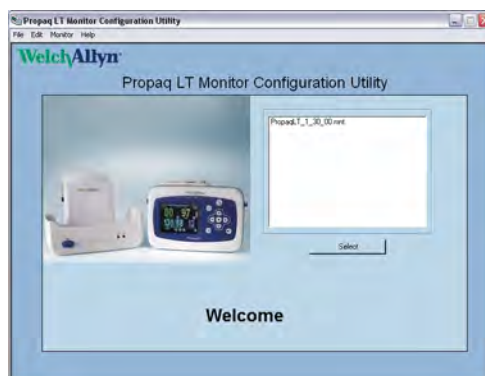 Propaq LT Monitor Configuration Utility
File Edit Monitor Help
WelchAllyn
Propaq LT Monitor Configuration Utility
PropaqLT_1_30_00.mnt
Select
Welcome